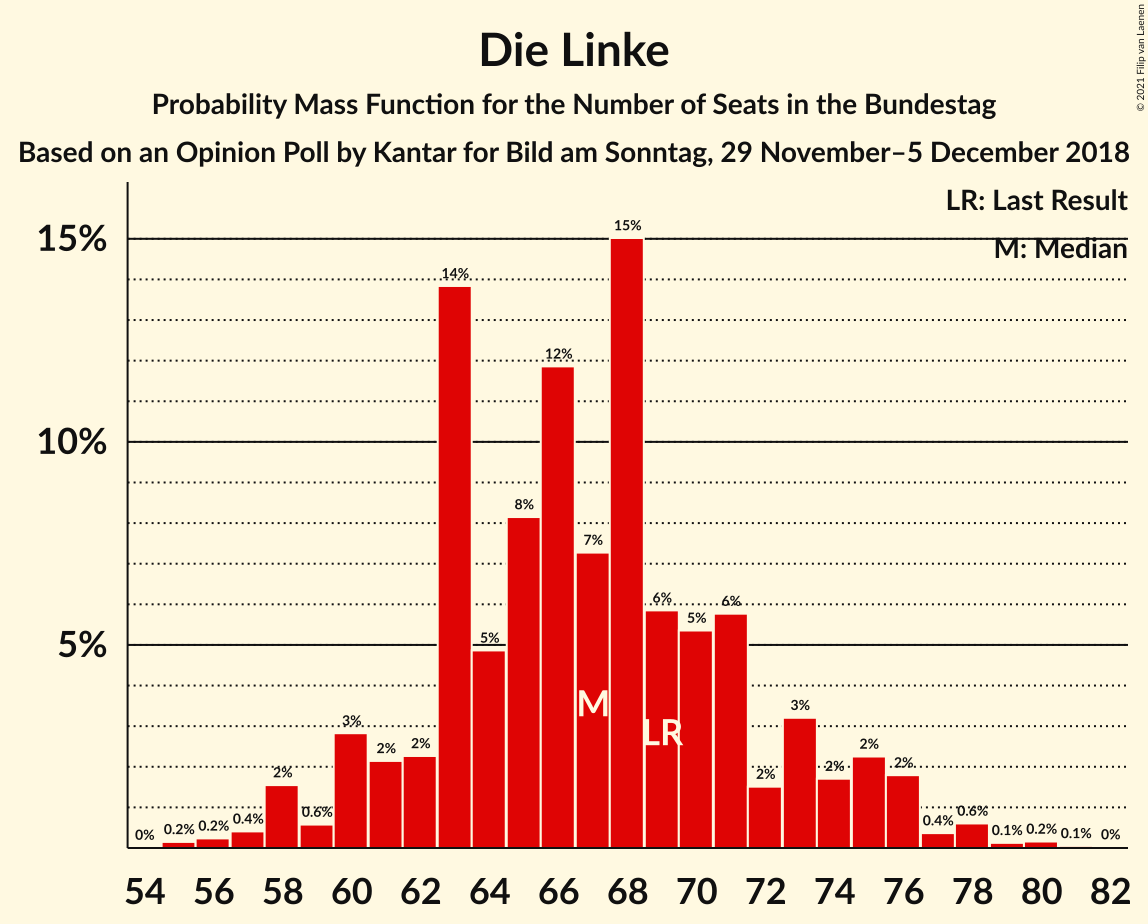 Die Linke
Probability Mass Function for the Number of Seats in the Bundestag
Based on an Opinion Poll by Kantar for Bild am Sonntag, 29 November–5 December 2018
© 2021 Filip van Laenen
LR: Last Result
M: Median
15%
10%
5%
0% 0.2% 0.2% 0.4% 2% 0.6% 3% 2% 2% 14% 5% 8% 12% 7% 15% 6% 5% 6% 2% 3% 2% 2% 2% 0.4% 0.6% 0.1% 0.2% 0.1% 0%
M
LR
54 56 58 60 62 64 66 68 70 72 74 76 78 80 82